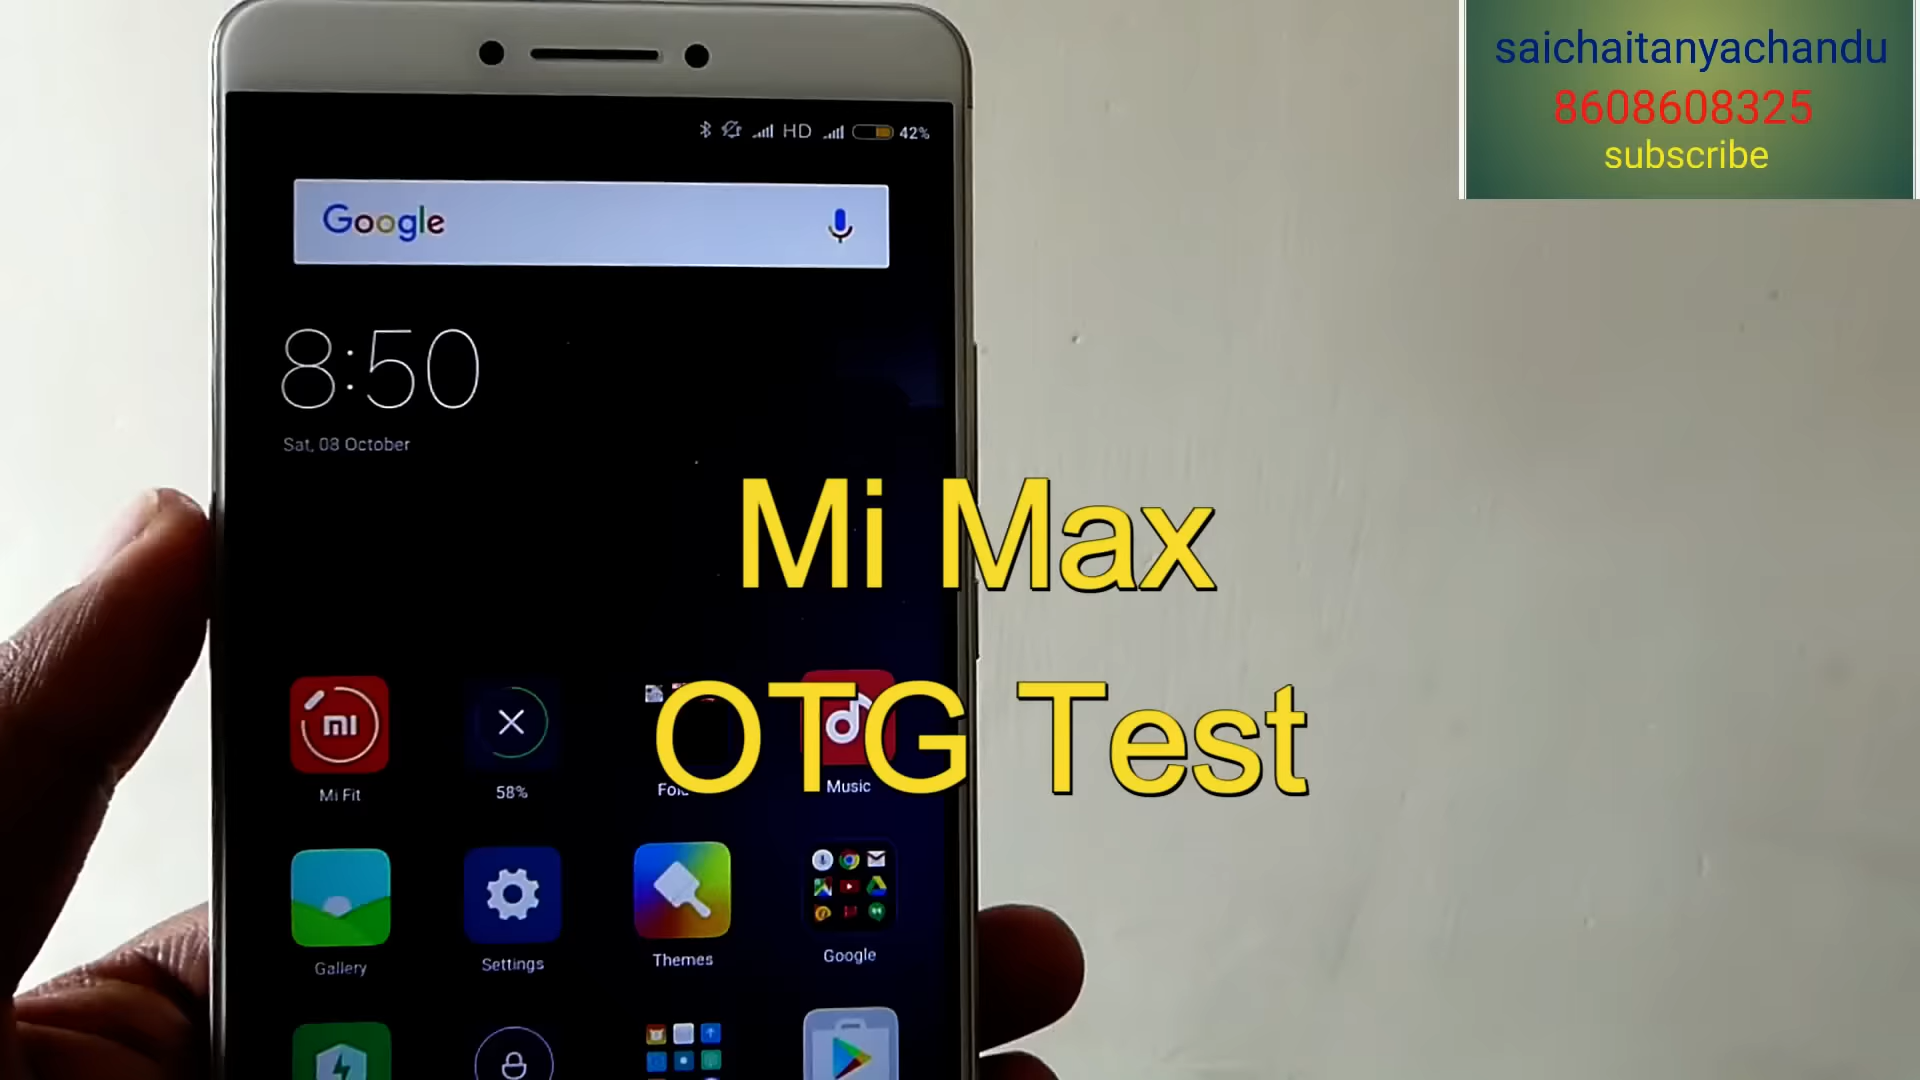 saichaitanyachandu
8608608325
subscribe
HD 42%
Google
8:50
Sat, 08 October
Mi Max
OTG Test
mi
Mi Fit
58%
Music
Gallery
Settings
Themes
Google